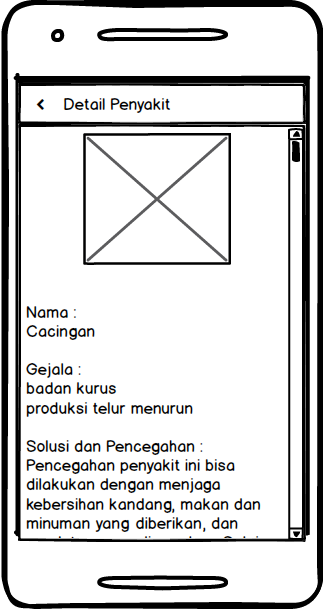 Detail Penyakit
Nama :
Cacingan
Gejala :
badan kurus
produksi telur menurun
Solusi dan Pencegahan :
Pencegahan penyakit ini bisa
dilakukan dengan menjaga
kebersihan kandang, makan dan
minuman yang diberikan, dan